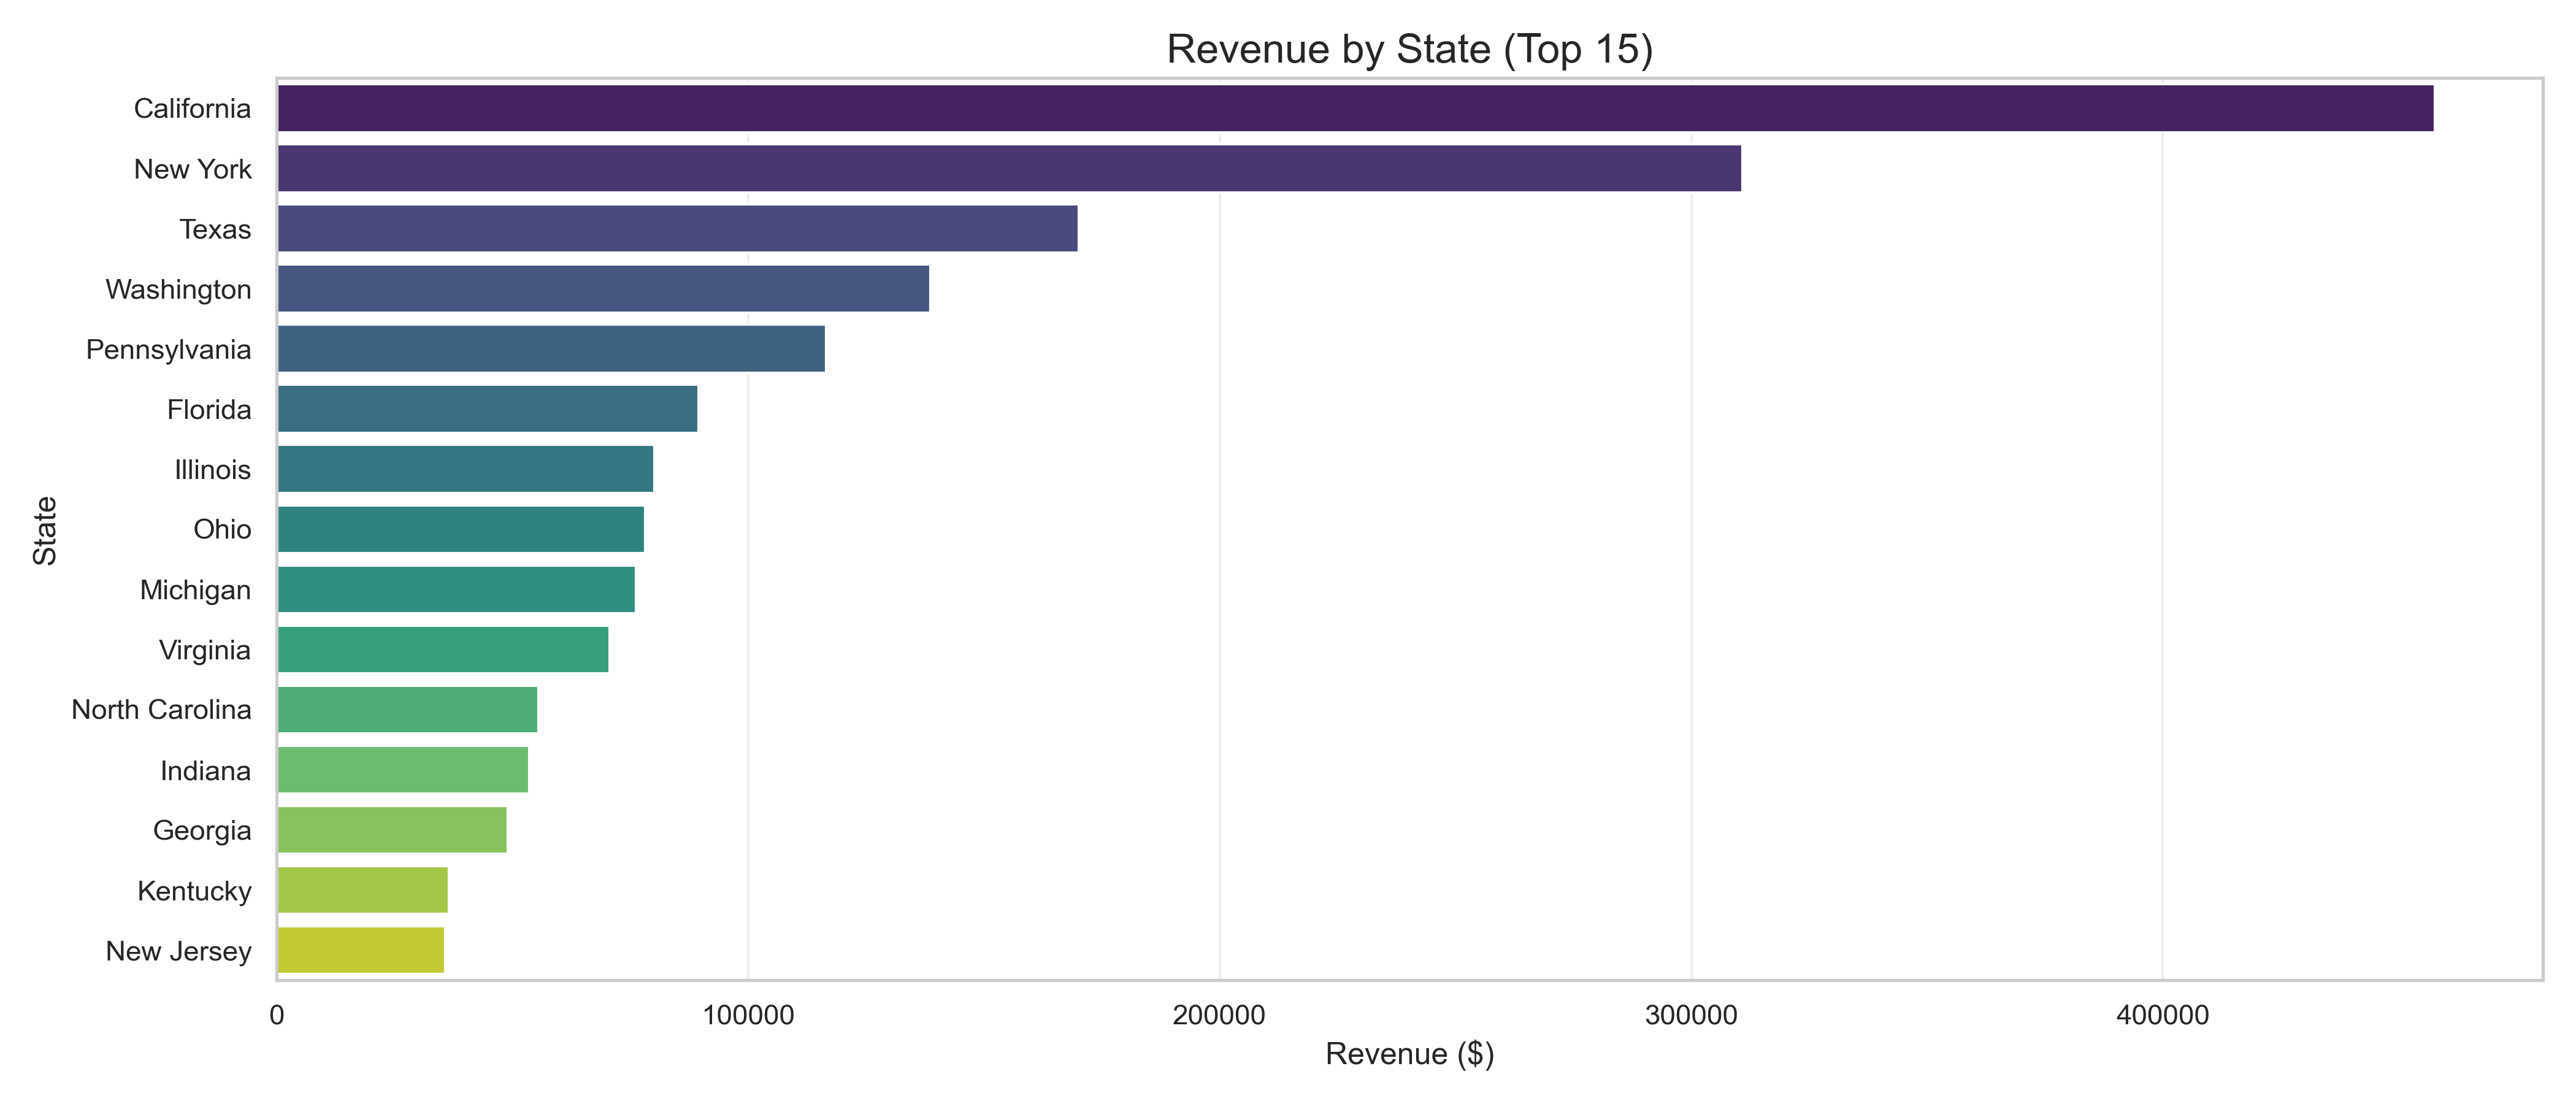 Revenue by State (Top 15)
State
California
New York
Texas
Washington
Pennsylvania
Florida
Illinois
Ohio
Michigan
Virginia
North Carolina
Indiana
Georgia
Kentucky
New Jersey
0 100000 200000 300000 400000
Revenue ($)